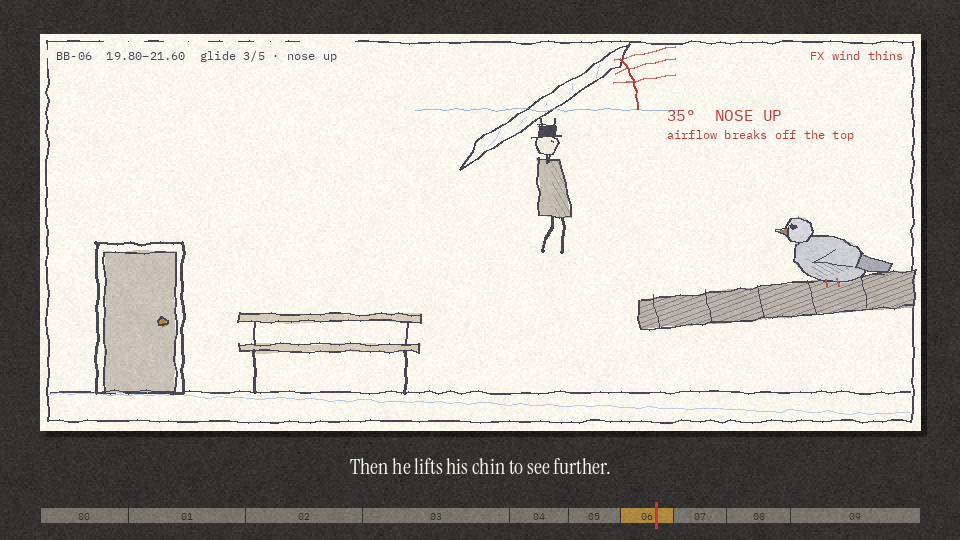 BB-06  19.80–21.60  glide 3/5 · nose up
FX wind thins
35°  NOSE UP
airflow breaks off the top
Then he lifts his chin to see further.
00 01 02 03 04 05 06 07 08 09